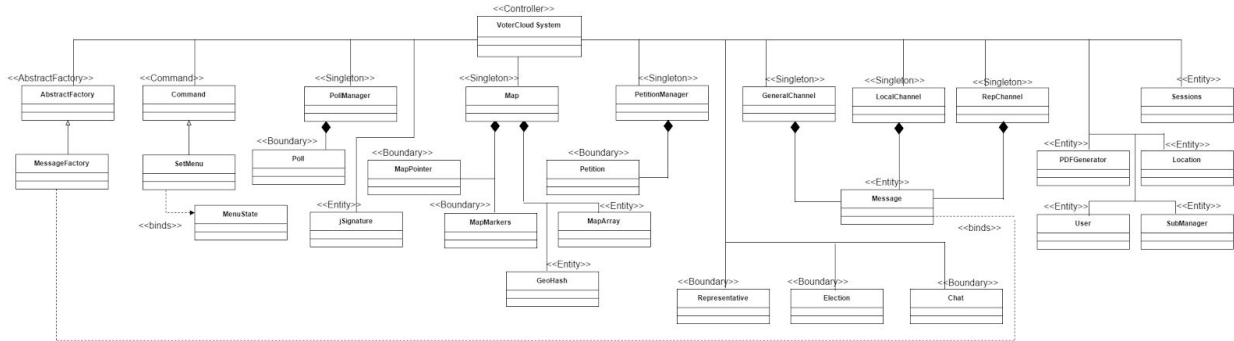 <<Controller>>
VoterCloud System
<<AbstractFactory>>
AbstractFactory
<<Command>>
Command
<<Singleton>>
PollManager
<<Singleton>>
Map
<<Singleton>>
PetitionManager
<<Singleton>>
GeneralChannel
<<Singleton>>
LocalChannel
<<Singleton>>
RepChannel
<<Entity>>
Sessions
MessageFactory
SetMenu
<<Boundary>>
Poll
<<Boundary>>
MapPointer
<<Boundary>>
Petition
<<Entity>>
PDFGenerator
<<Entity>>
Location
MenuState
<<binds>>
<<Entity>>
jSignature
<<Boundary>>
MapMarkers
<<Entity>>
MapArray
<<Entity>>
Message
<<binds>>
<<Entity>>
User
<<Entity>>
SubManager
<<Entity>>
GeoHash
<<Boundary>>
Representative
<<Boundary>>
Election
<<Boundary>>
Chat